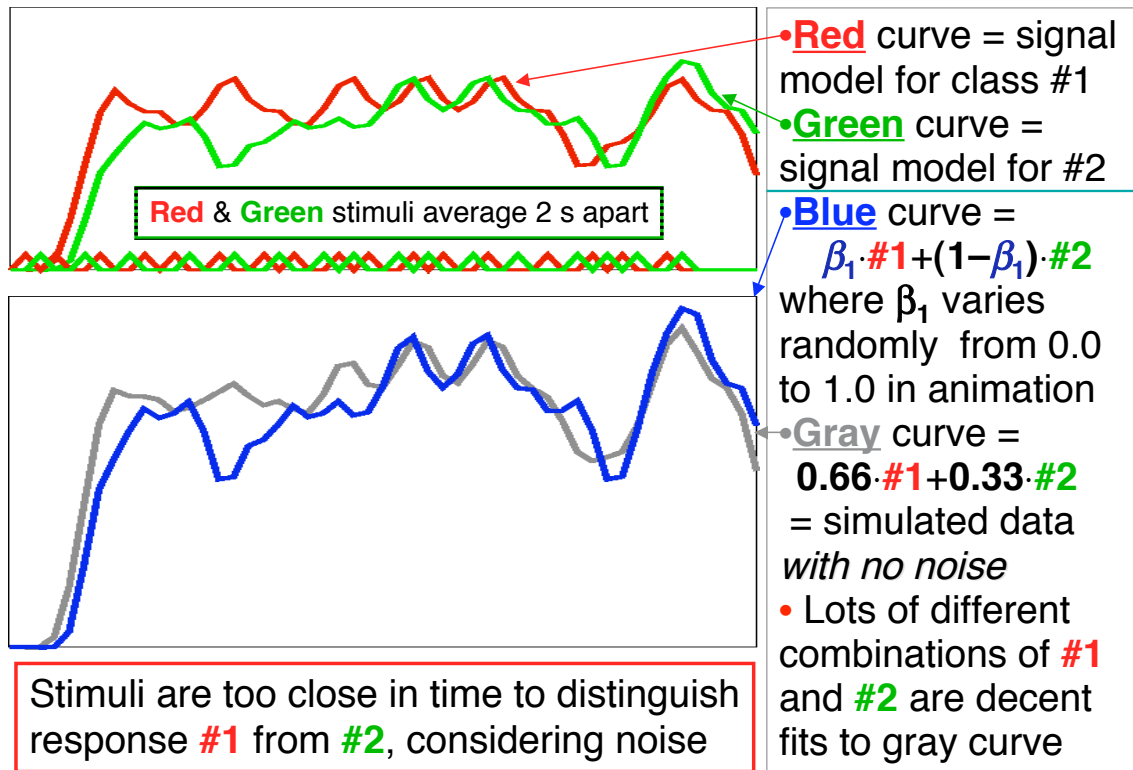 Red & Green stimuli average 2 s apart
Stimuli are too close in time to distinguish
response #1 from #2, considering noise
•Red curve = signal
model for class #1
•Green curve =
signal model for #2
•Blue curve =
β₁·#1+(1−β₁)·#2
where β₁ varies
randomly from 0.0
to 1.0 in animation
•Gray curve =
0.66·#1+0.33·#2
= simulated data
with no noise
• Lots of different
combinations of #1
and #2 are decent
fits to gray curve